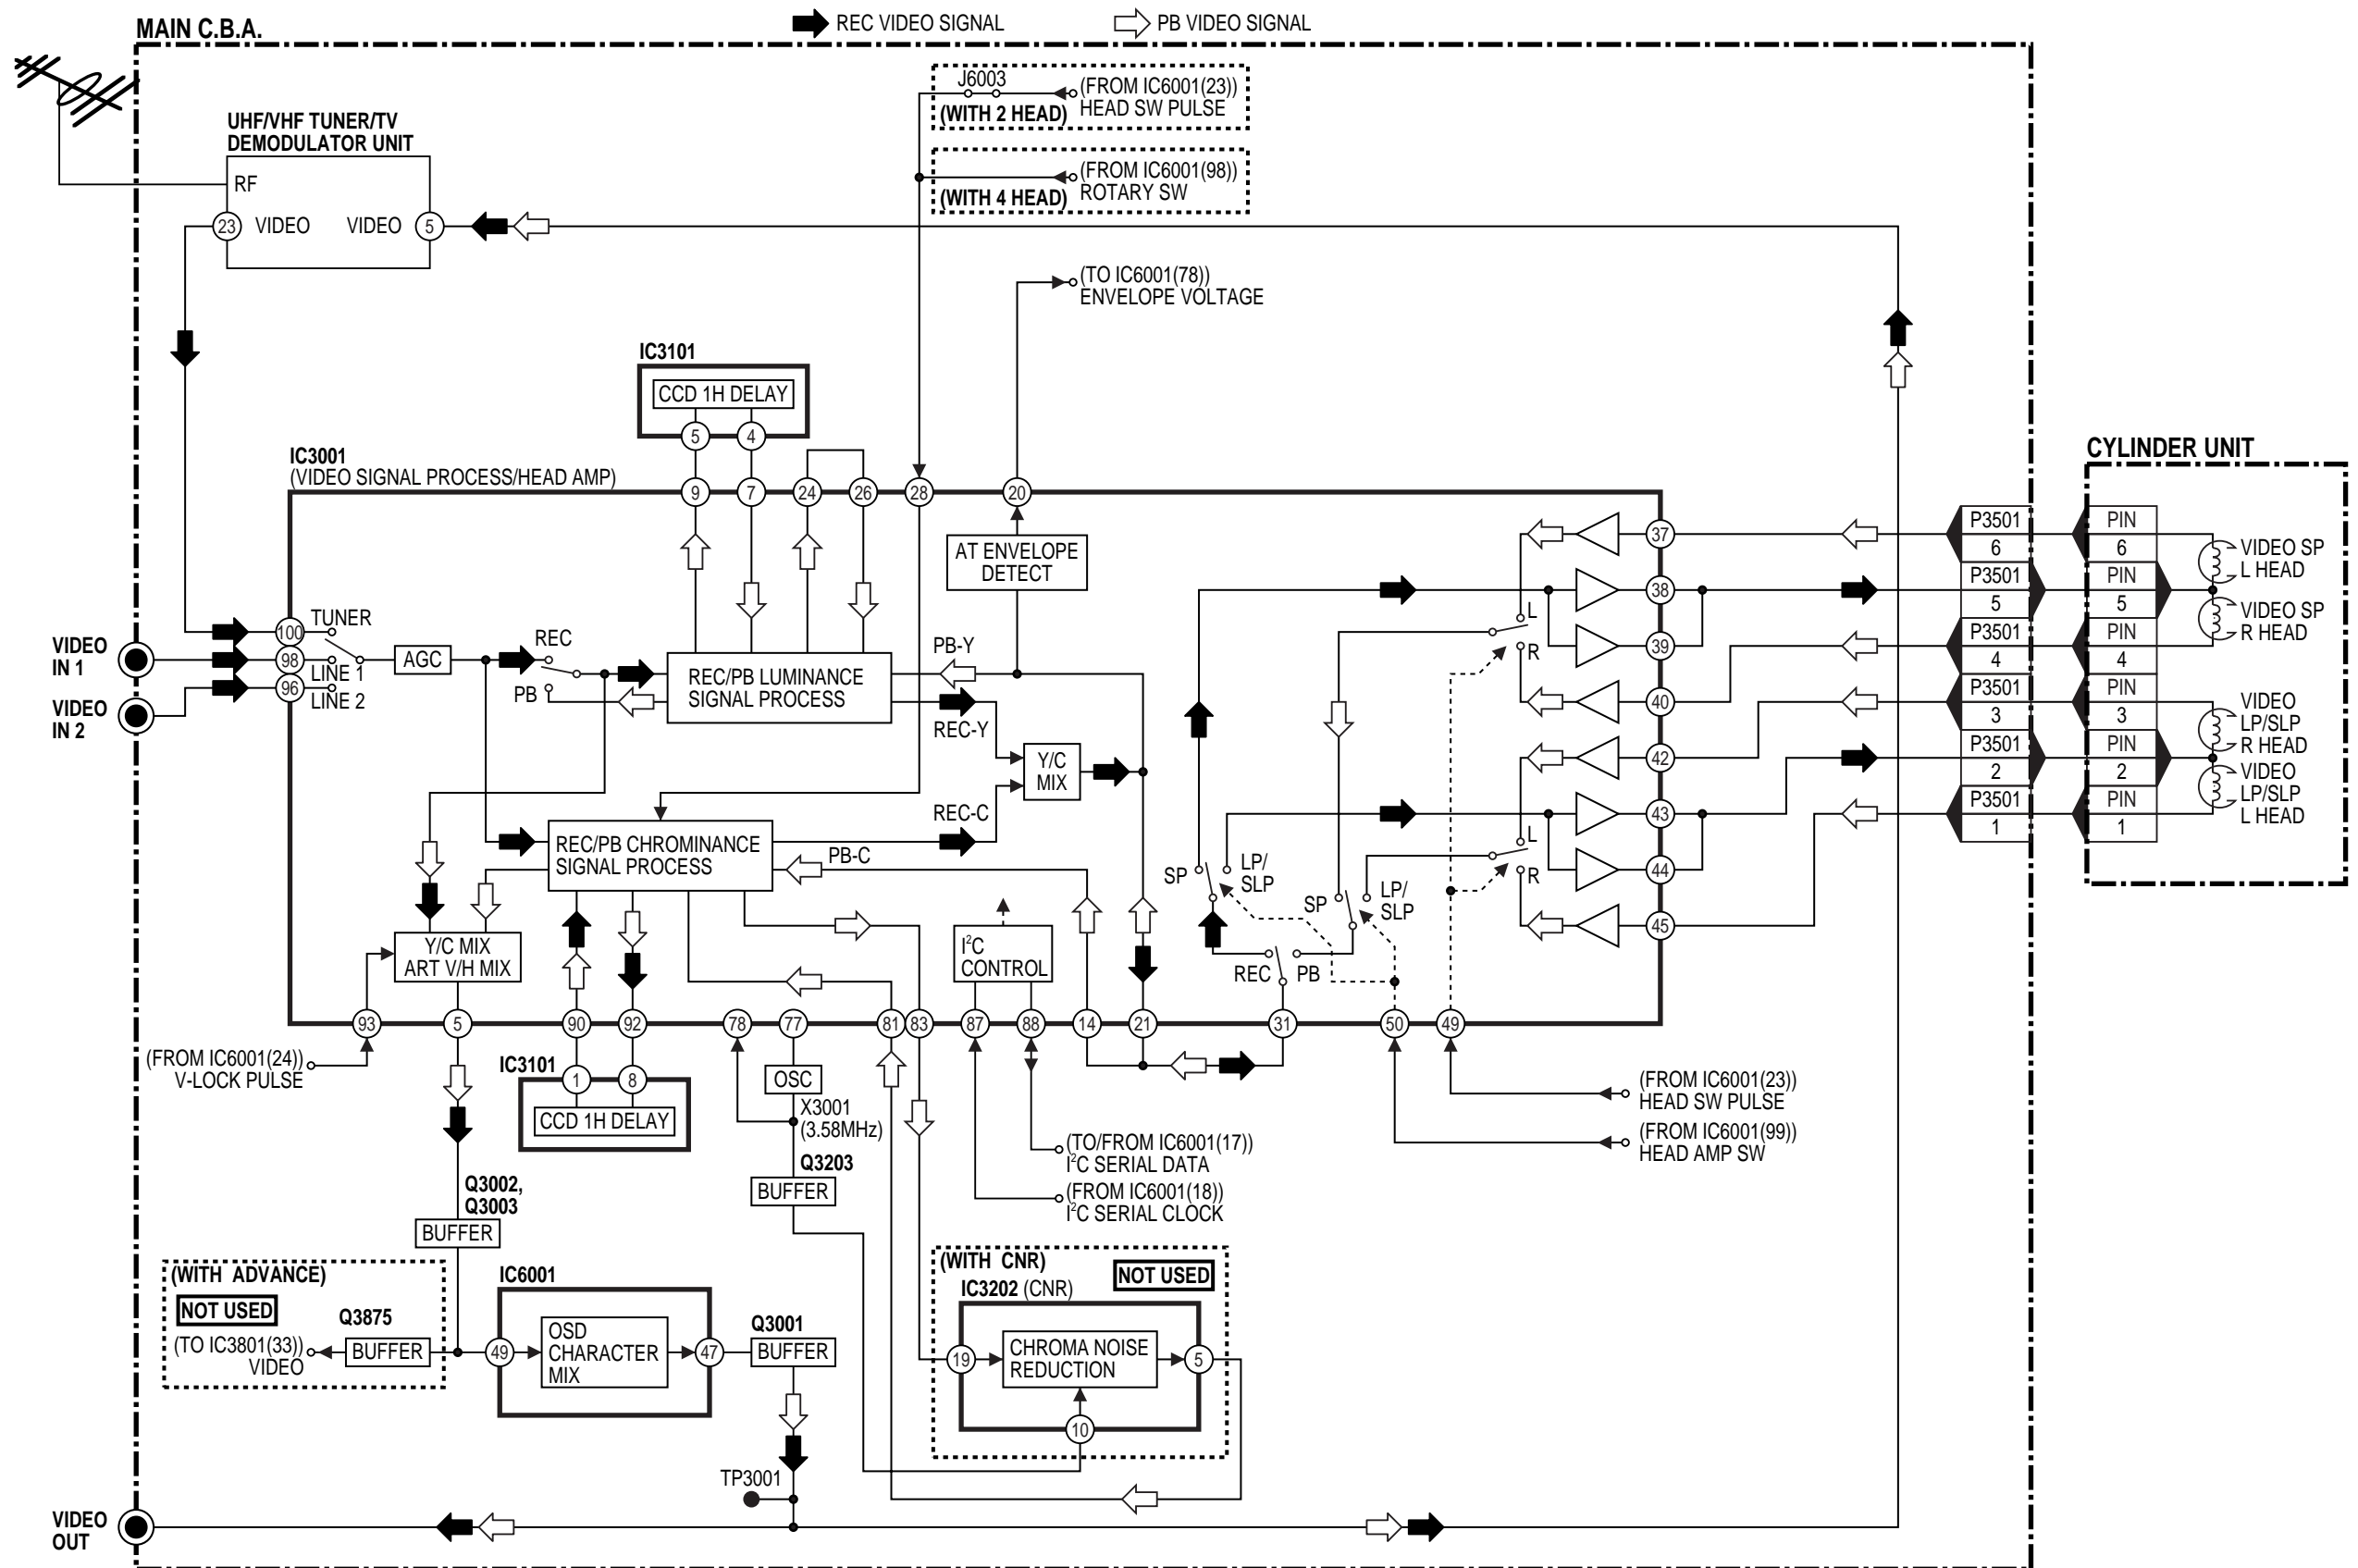 REC VIDEO SIGNAL
PB VIDEO SIGNAL
MAIN C.B.A.
J6003
(FROM IC6001(23))
HEAD SW PULSE
(WITH 2 HEAD)
UHF/VHF TUNER/TV
DEMODULATOR UNIT
RF
23 VIDEO
VIDEO 5
(FROM IC6001(98))
ROTARY SW
(WITH 4 HEAD)
(TO IC6001(78))
ENVELOPE VOLTAGE
IC3101
CCD 1H DELAY
5 4
IC3001
(VIDEO SIGNAL PROCESS/HEAD AMP)
9 7 24 26 28 20
CYLINDER UNIT
AT ENVELOPE
DETECT
VIDEO
IN 1
VIDEO
IN 2
100 TUNER
98 LINE 1
96 LINE 2
AGC
REC
PB
REC/PB LUMINANCE
SIGNAL PROCESS
PB-Y
REC-Y
Y/C
MIX
REC-C
REC/PB CHROMINANCE
SIGNAL PROCESS
PB-C
Y/C MIX
ART V/H MIX
I²C
CONTROL
SP
LP/
SLP
SP
LP/
SLP
REC PB
L
R
L
R
37
38
39
40
42
43
44
45
P3501
6
P3501
5
P3501
4
P3501
3
P3501
2
P3501
1
PIN
6
PIN
5
PIN
4
PIN
3
PIN
2
PIN
1
VIDEO SP
L HEAD
VIDEO SP
R HEAD
VIDEO
LP/SLP
R HEAD
VIDEO
LP/SLP
L HEAD
93 5 90 92 78 77 81 83 87 88 14 21 31 50 49
(FROM IC6001(24))
V-LOCK PULSE
IC3101
1 8
CCD 1H DELAY
OSC
X3001
(3.58MHz)
Q3203
BUFFER
(TO/FROM IC6001(17))
I²C SERIAL DATA
(FROM IC6001(18))
I²C SERIAL CLOCK
(FROM IC6001(23))
HEAD SW PULSE
(FROM IC6001(99))
HEAD AMP SW
Q3002,
Q3003
BUFFER
(WITH ADVANCE)
NOT USED
Q3875
(TO IC3801(33))
VIDEO
BUFFER
IC6001
49
OSD
CHARACTER
MIX
47
Q3001
BUFFER
(WITH CNR)
NOT USED
IC3202 (CNR)
19
CHROMA NOISE
REDUCTION
5
10
TP3001
VIDEO
OUT